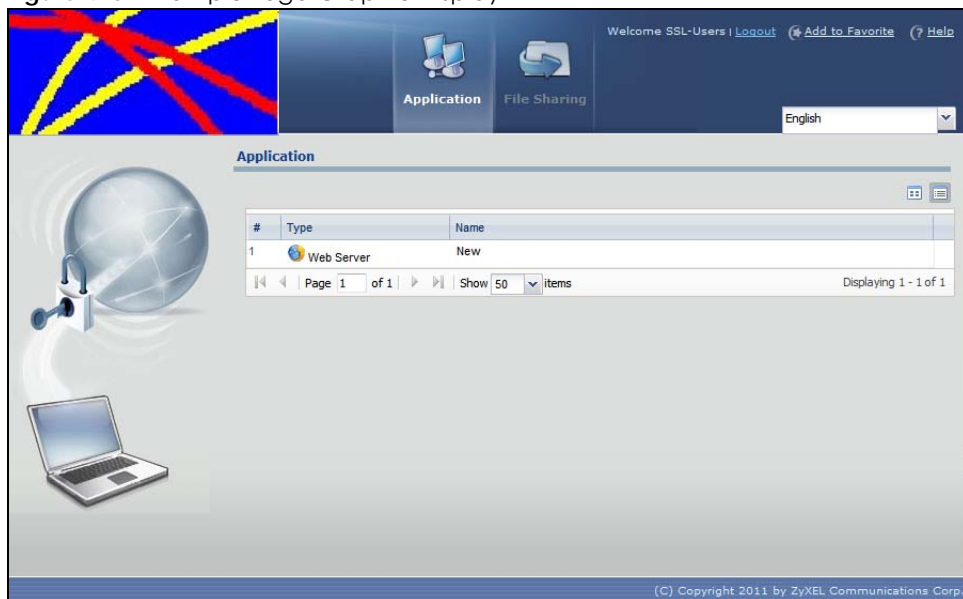 Welcome SSL-Users | Logout Add to Favorite ? Help
Application File Sharing
English
Application
# Type Name
1 Web Server New
Page 1 of 1 Show 50 items Displaying 1 - 1 of 1
(C) Copyright 2011 by ZyXEL Communications Corp.